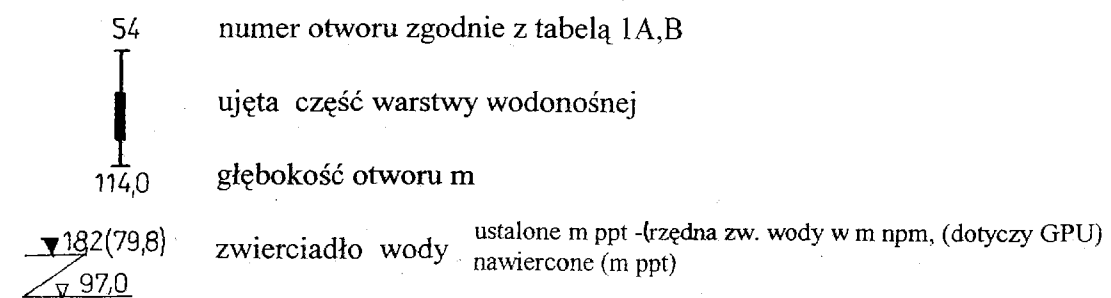 54 numer otworu zgodnie z tabelą 1A,B
ujęta część warstwy wodonośnej
114,0 głębokość otworu m
182(79,8) zwierciadło wody ustalone m ppt -(rzędna zw. wody w m npm, (dotyczy GPU)
97,0 nawiercone (m ppt)